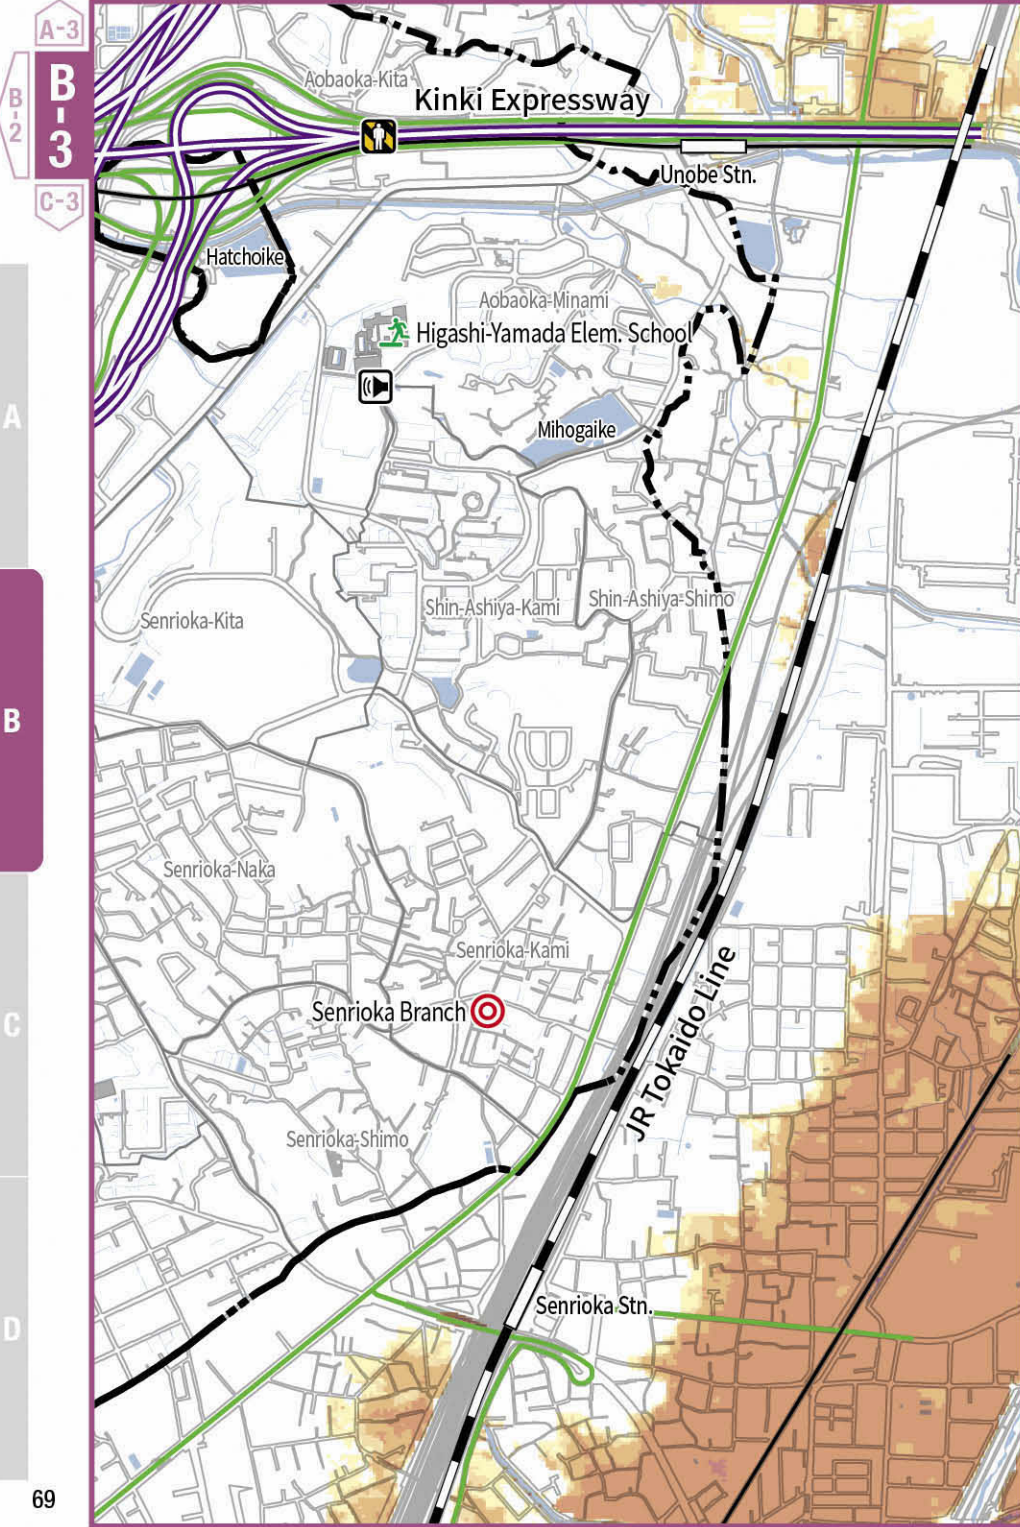 A-3
B-2
B-3
C-3
Aobaoka-Kita
Kinki Expressway
Unobe Stn.
Hatchoike
Aobaoka-Minami
Higashi-Yamada Elem. School
A
Mihogaike
Shin-Ashiya-Kami
Shin-Ashiya-Shimo
Senrioka-Kita
B
Senrioka-Naka
Senrioka-Kami
Senrioka Branch
C
JR Tokaido Line
Senrioka-Shimo
Senrioka Stn.
D
69